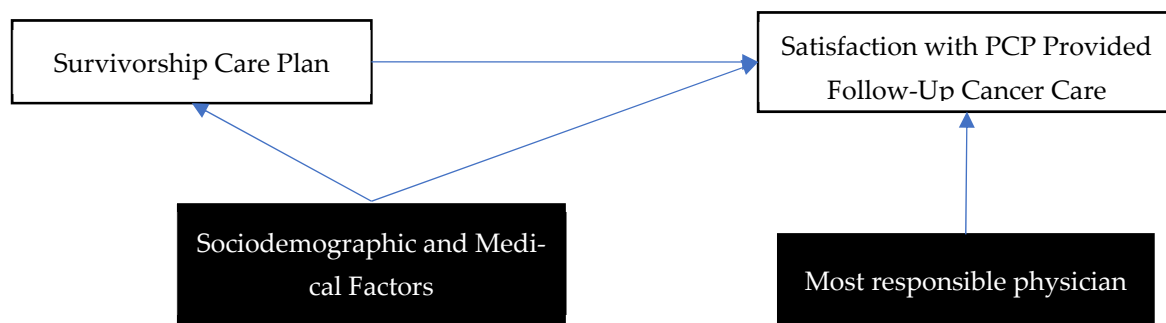 Survivorship Care Plan
Satisfaction with PCP Provided
Follow-Up Cancer Care
Sociodemographic and Medi-
cal Factors
Most responsible physician